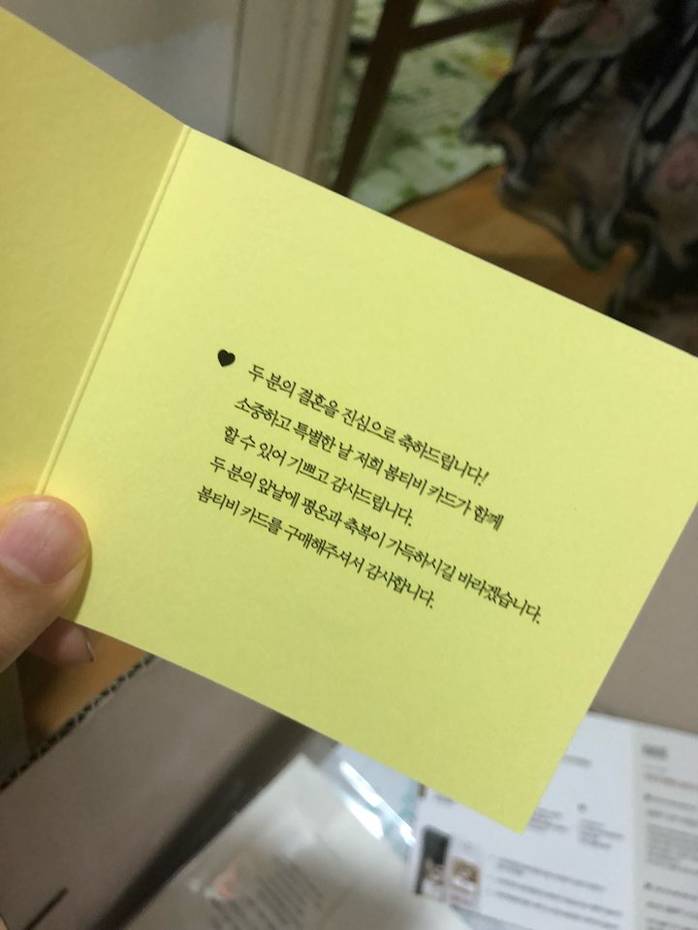 ♥ 두 분의 결혼을 진심으로 축하드립니다!
소중하고 특별한 날 저희 봄티비 카드가 함께
할 수 있어 기쁘고 감사드립니다.
두 분의 앞날에 평온과 축복이 가득하시길 바라겠습니다.
봄티비 카드를 구매해주셔서 감사합니다.